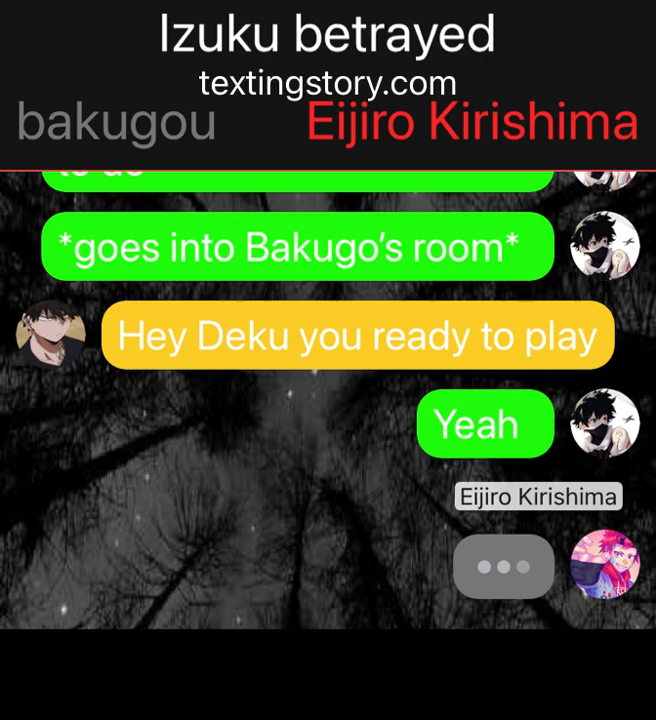 Izuku betrayed
textingstory.com
bakugou Eijiro Kirishima
*goes into Bakugo’s room*
Hey Deku you ready to play
Yeah
Eijiro Kirishima